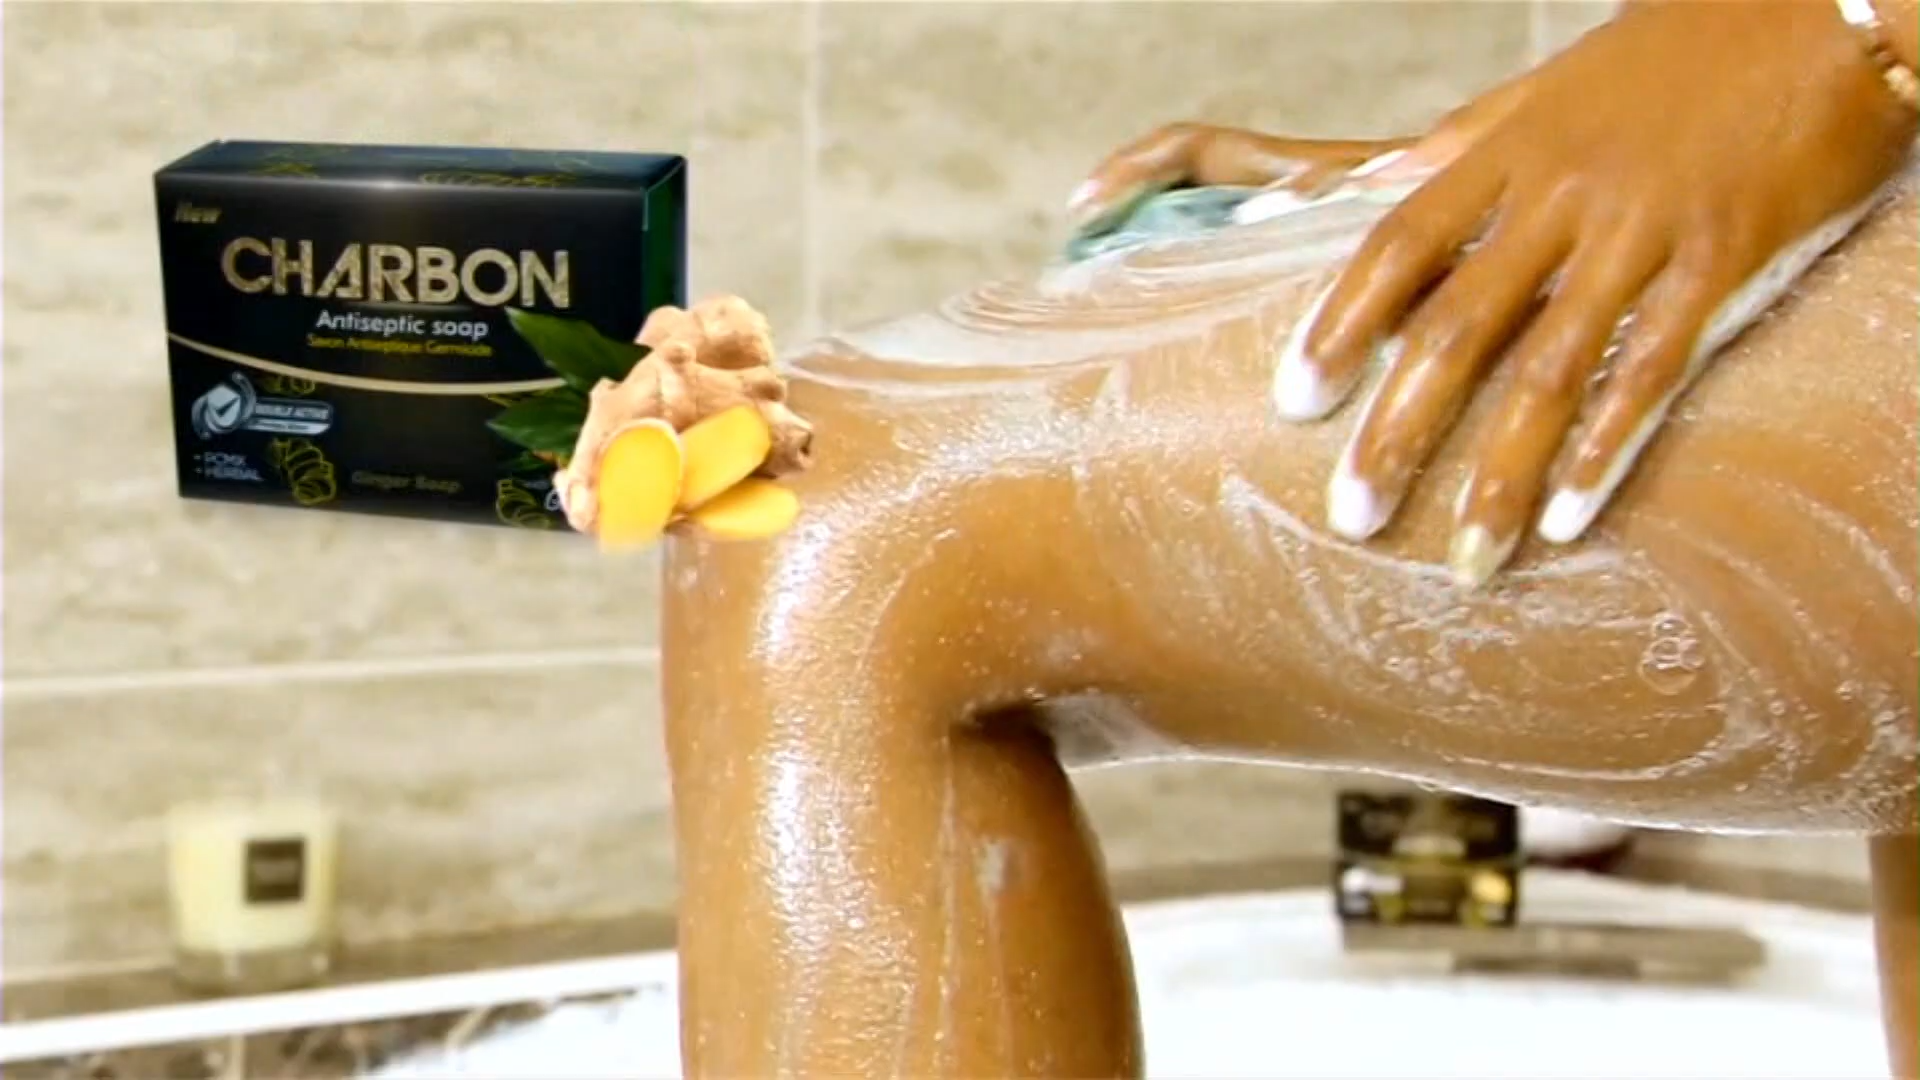 New
CHARBON
Antiseptic soap
Savon Antiseptique Germicide
DOUBLE ACTIVE
• PCMX
• HERBAL
Ginger Soap